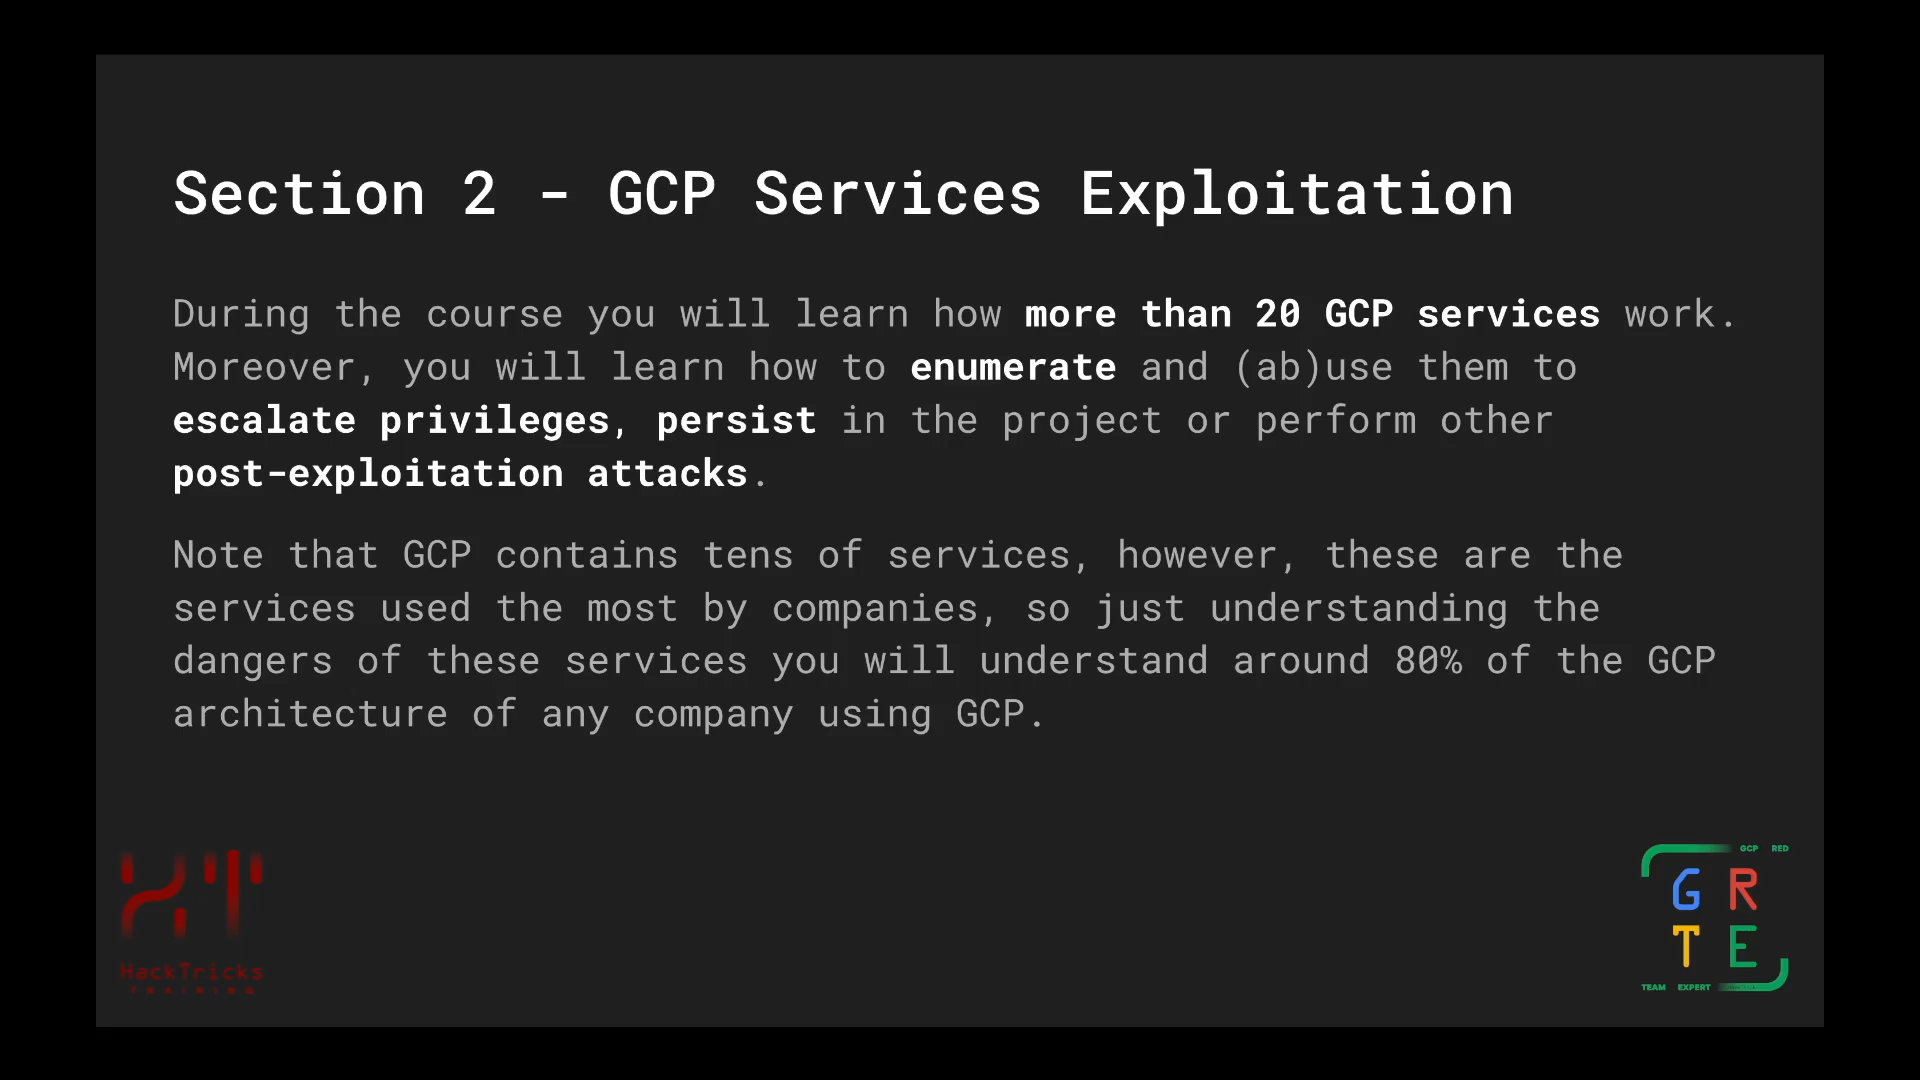 Section 2 - GCP Services Exploitation
During the course you will learn how more than 20 GCP services work.
Moreover, you will learn how to enumerate and (ab)use them to
escalate privileges, persist in the project or perform other
post-exploitation attacks.
Note that GCP contains tens of services, however, these are the
services used the most by companies, so just understanding the
dangers of these services you will understand around 80% of the GCP
architecture of any company using GCP.
HT
HackTricks
TRAINING
GCP RED
G R
T E
TEAM EXPERT